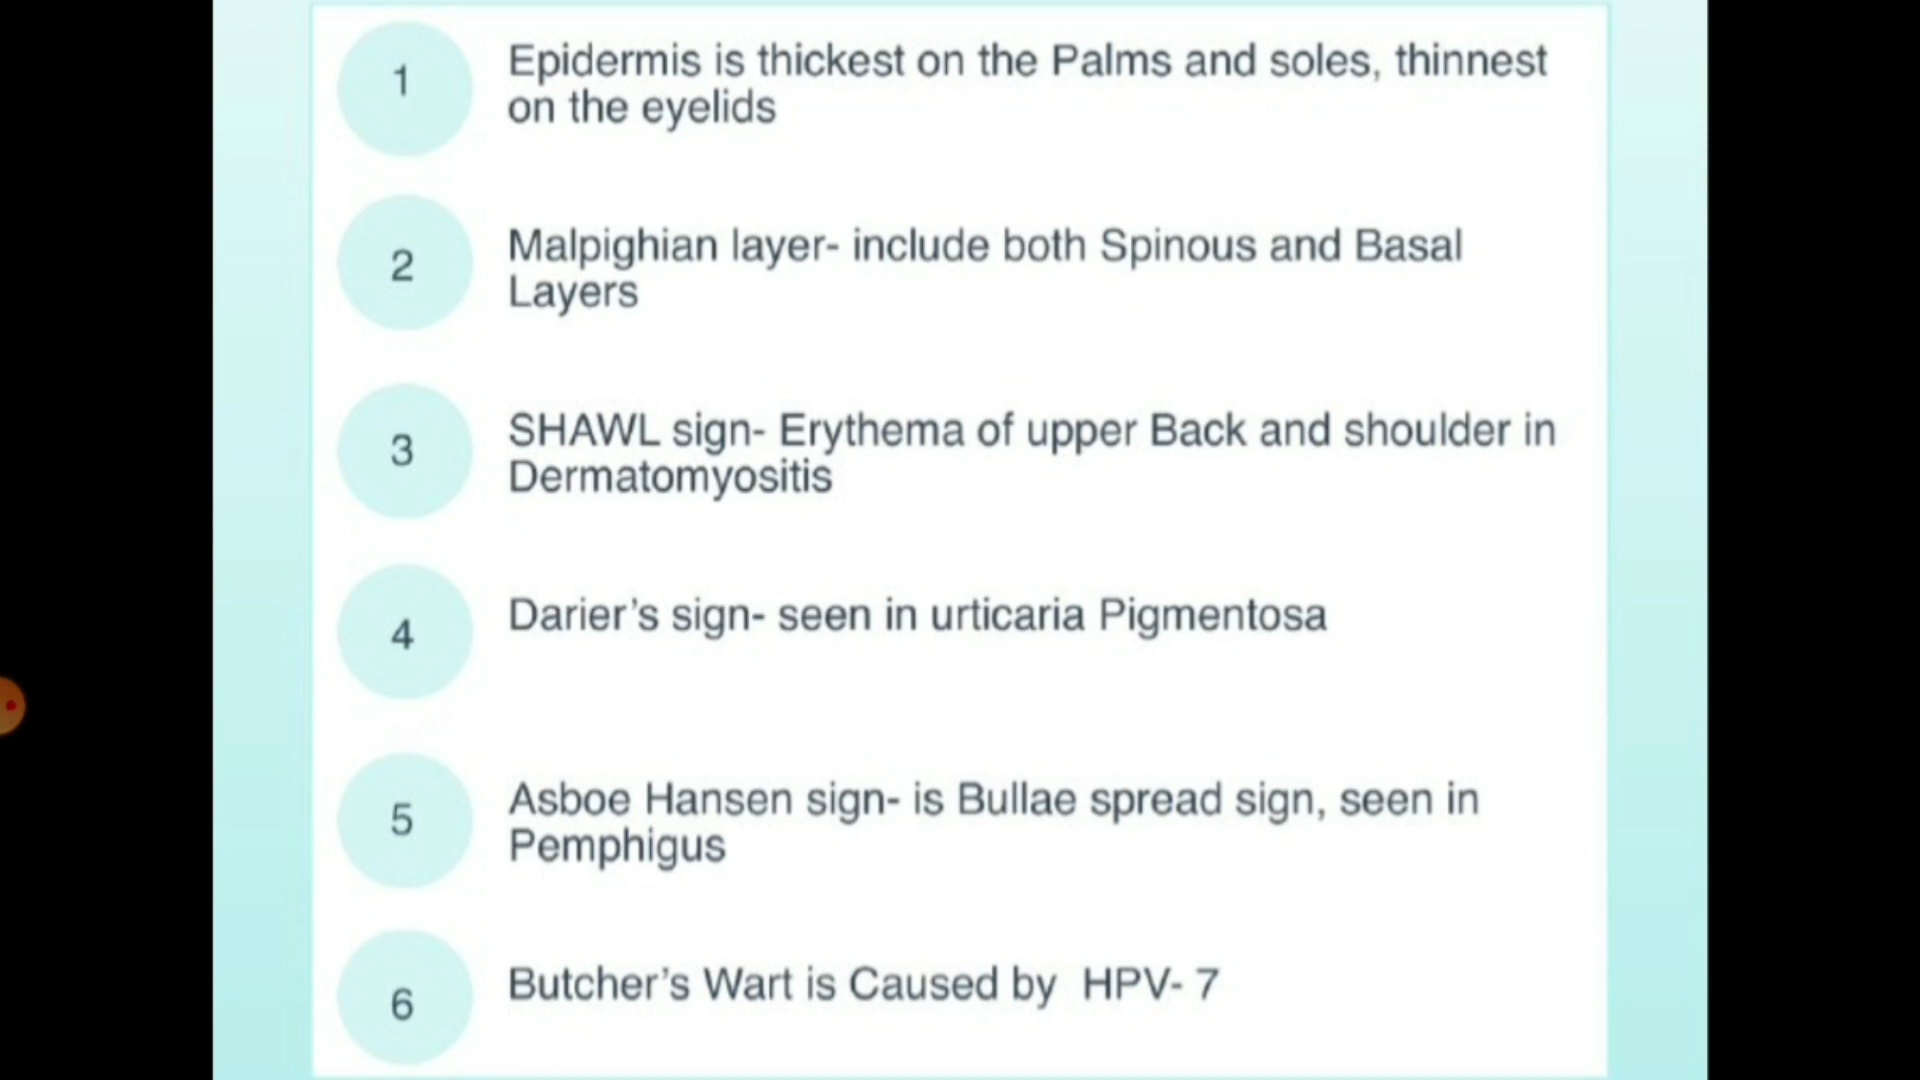 1
Epidermis is thickest on the Palms and soles, thinnest
on the eyelids
2
Malpighian layer- include both Spinous and Basal
Layers
3
SHAWL sign- Erythema of upper Back and shoulder in
Dermatomyositis
4
Darier’s sign- seen in urticaria Pigmentosa
5
Asboe Hansen sign- is Bullae spread sign, seen in
Pemphigus
6
Butcher’s Wart is Caused by  HPV- 7